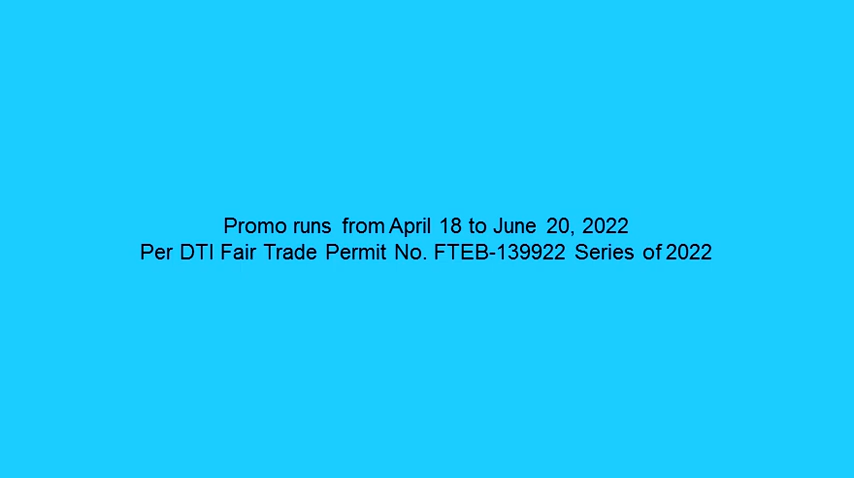 Promo runs from April 18 to June 20, 2022
Per DTI Fair Trade Permit No. FTEB-139922 Series of 2022